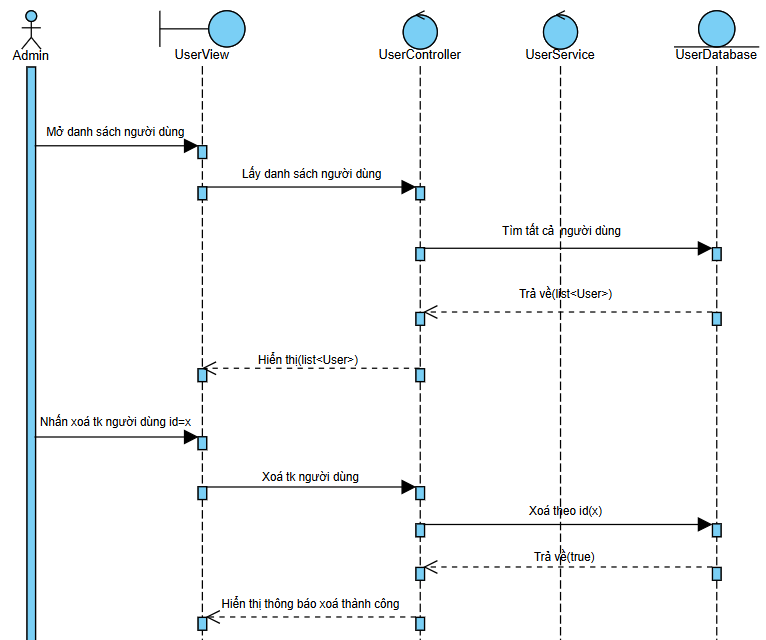 Admin
UserView
UserController
UserService
UserDatabase
Mở danh sách người dùng
Lấy danh sách người dùng
Tìm tất cả người dùng
Trả về(list<User>)
Hiển thị(list<User>)
Nhấn xoá tk người dùng id=x
Xoá tk người dùng
Xoá theo id(x)
Trả về(true)
Hiển thị thông báo xoá thành công